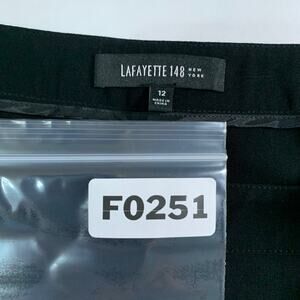 LAFAYETTE 148 NEW YORK
12
MADE IN
CHINA
F0251